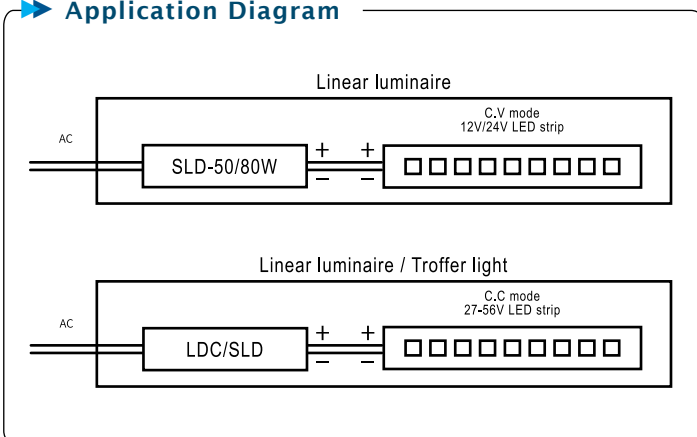 Application Diagram
Linear luminaire
C.V mode
12V/24V LED strip
AC
SLD-50/80W
+ +
− −
Linear luminaire / Troffer light
C.C mode
27-56V LED strip
AC
LDC/SLD
+ +
− −